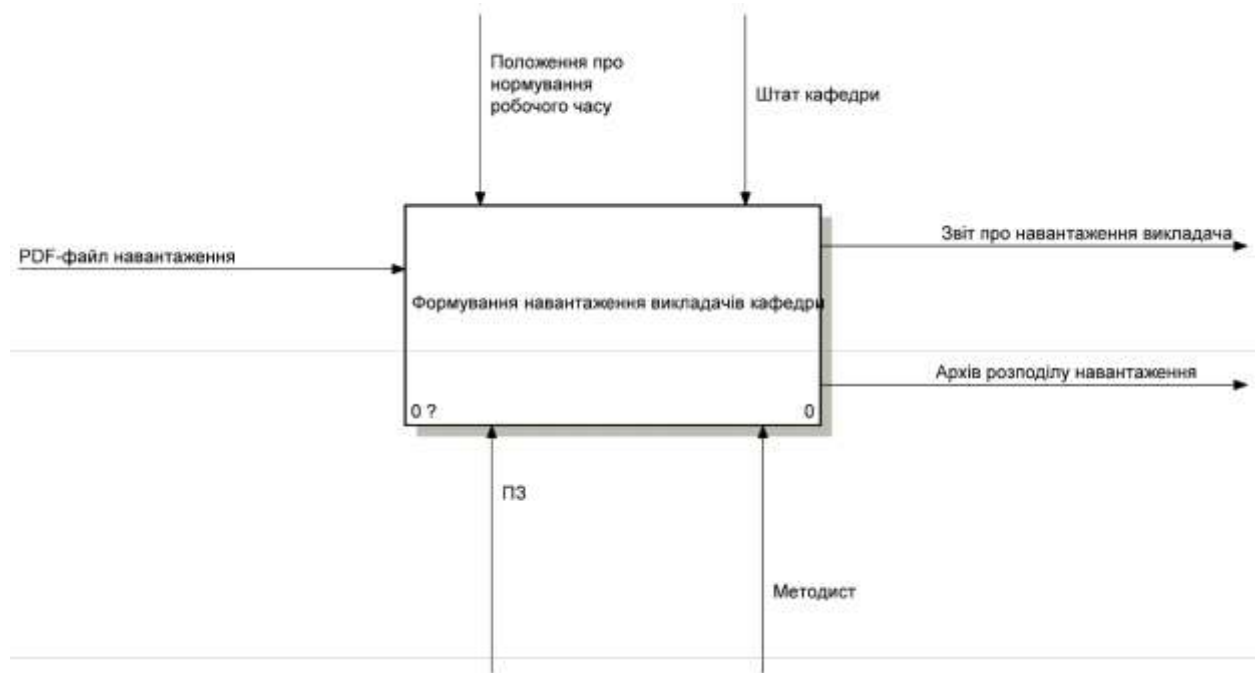 Положення про
нормування
робочого часу
Штат кафедри
PDF-файл навантаження
Звіт про навантаження викладача
Формування навантаження викладачів кафедри
Архів розподілу навантаження
0 ?
0
ПЗ
Методист